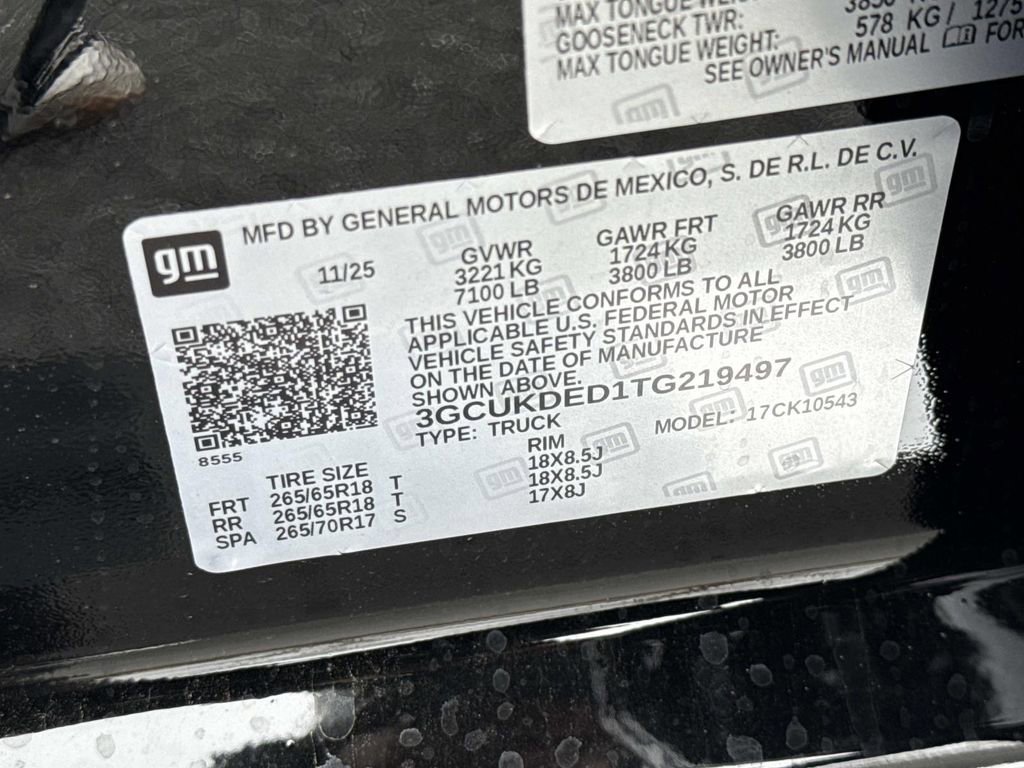 MAX TONGUE
GOOSENECK TWR:
MAX TONGUE WEIGHT: 578 KG/
SEE OWNER'S MANUAL FOR
gm
MFD BY GENERAL MOTORS DE MEXICO, S. DE R.L. DE C.V.
11/25
GVWR GAWR FRT GAWR RR
3221 KG 1724 KG 1724 KG
7100 LB 3800 LB 3800 LB
THIS VEHICLE CONFORMS TO ALL
APPLICABLE U.S. FEDERAL MOTOR
VEHICLE SAFETY STANDARDS IN EFFECT
ON THE DATE OF MANUFACTURE
SHOWN ABOVE.
3GCUKDED1TG219497
TYPE: TRUCK MODEL: 17CK10543
8555
TIRE SIZE RIM
FRT 265/65R18 T 18X8.5J
RR 265/65R18 T 18X8.5J
SPA 265/70R17 S 17X8J